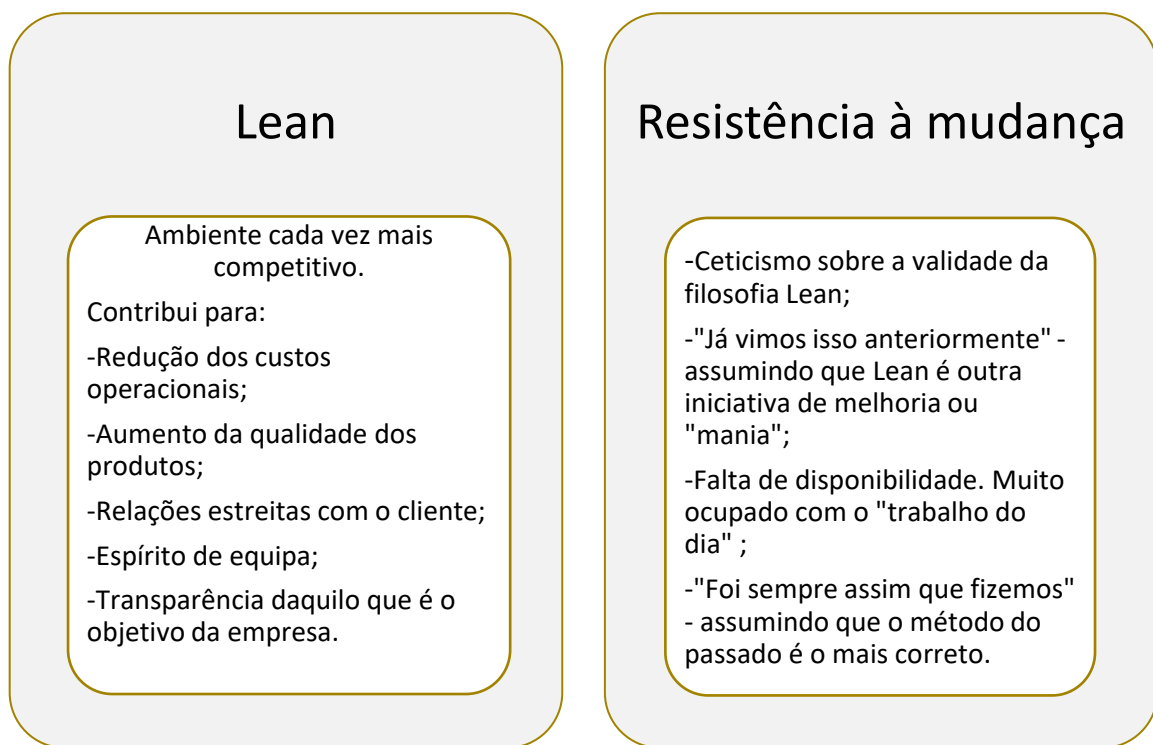 Lean
Ambiente cada vez mais
competitivo.
Contribui para:
-Redução dos custos
operacionais;
-Aumento da qualidade dos
produtos;
-Relações estreitas com o cliente;
-Espírito de equipa;
-Transparência daquilo que é o
objetivo da empresa.
Resistência à mudança
-Ceticismo sobre a validade da
filosofia Lean;
-"Já vimos isso anteriormente" -
assumindo que Lean é outra
iniciativa de melhoria ou
"mania";
-Falta de disponibilidade. Muito
ocupado com o "trabalho do
dia" ;
-"Foi sempre assim que fizemos"
- assumindo que o método do
passado é o mais correto.